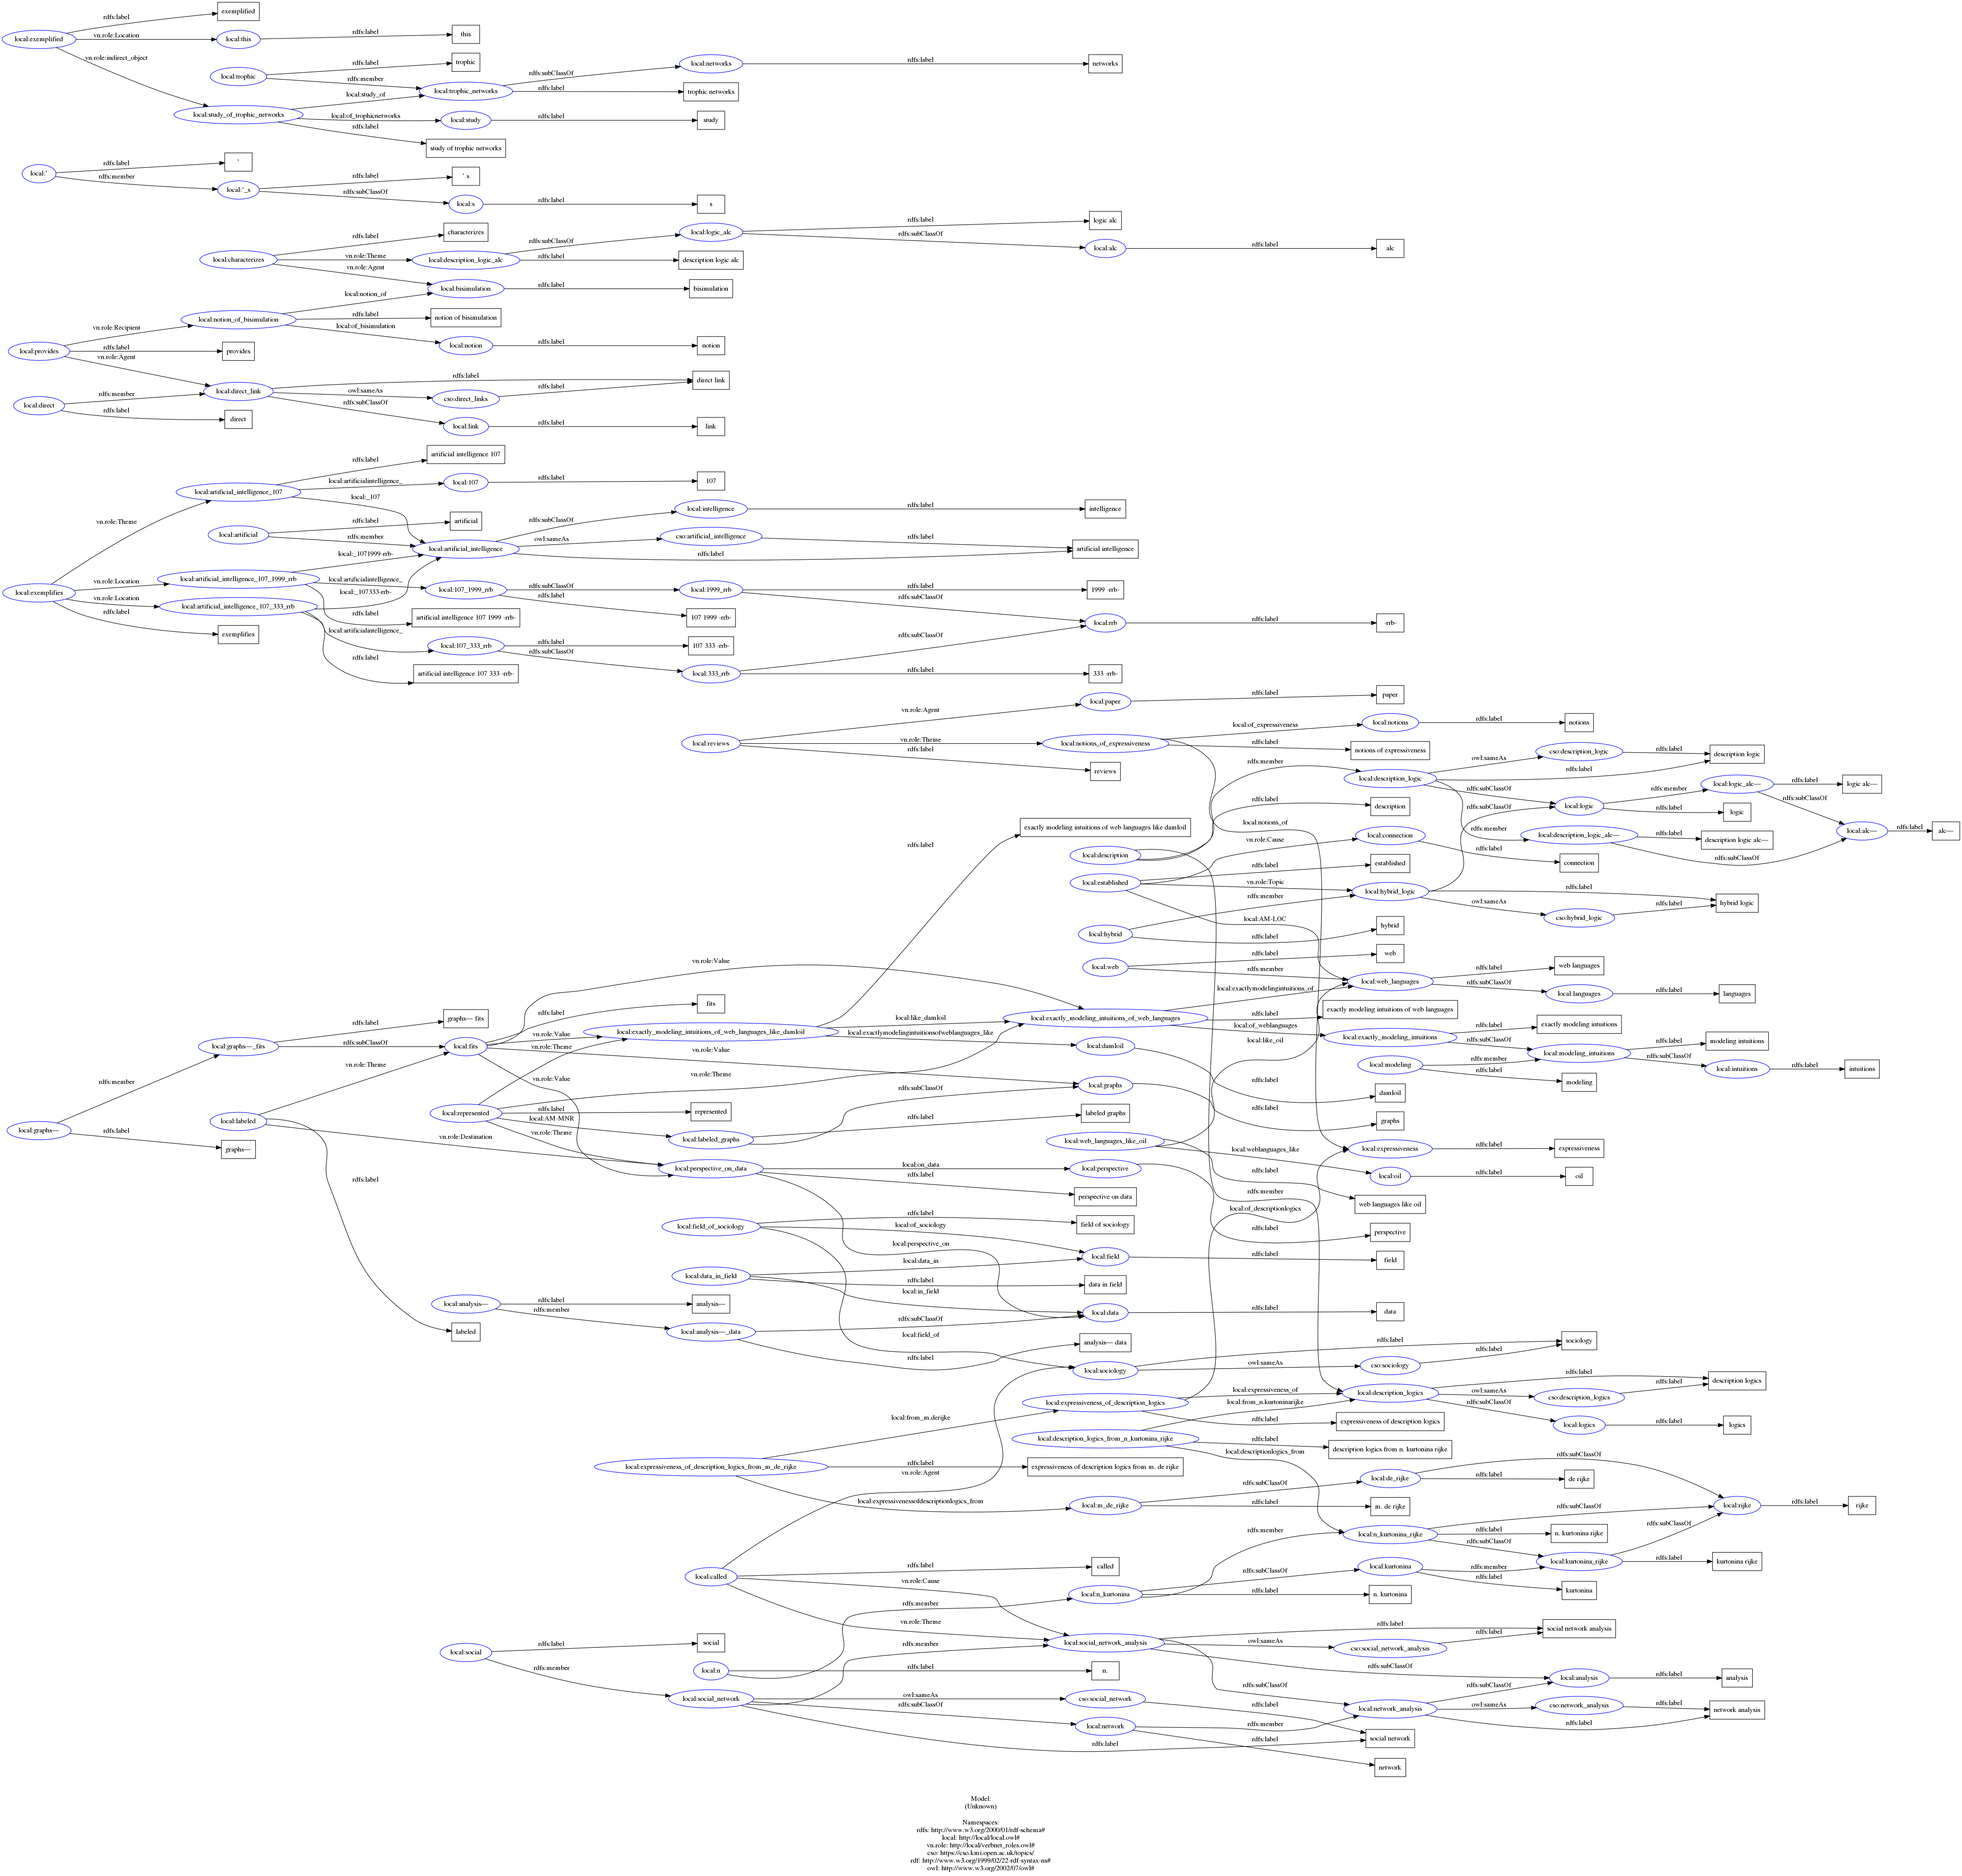 rdfs:label
exemplified
local:exemplified
vn.role:Location
local:this
rdfs:label
this
vn.role:indirect_object
local:trophic
rdfs:label
trophic
rdfs:member
local:trophic_networks
rdfs:subClassOf
local:networks
rdfs:label
networks
rdfs:label
trophic networks
local:study_of_trophic_networks
local:study_of
local:of_trophicnetworks
local:study
rdfs:label
study
rdfs:label
study of trophic networks
local:'
rdfs:label
'
rdfs:member
local:'_s
rdfs:label
' s
rdfs:subClassOf
local:s
rdfs:label
s
local:characterizes
rdfs:label
characterizes
vn.role:Theme
local:description_logic_alc
rdfs:subClassOf
local:logic_alc
rdfs:label
logic alc
rdfs:subClassOf
local:alc
rdfs:label
alc
rdfs:label
description logic alc
vn.role:Agent
local:bisimulation
rdfs:label
bisimulation
local:provides
vn.role:Recipient
local:notion_of_bisimulation
local:notion_of
rdfs:label
notion of bisimulation
local:of_bisimulation
local:notion
rdfs:label
notion
rdfs:label
provides
vn.role:Agent
local:direct
rdfs:member
local:direct_link
rdfs:label
direct link
owl:sameAs
cso:direct_links
rdfs:label
rdfs:subClassOf
local:link
rdfs:label
link
rdfs:label
direct
local:exemplifies
vn.role:Theme
local:artificial_intelligence_107
rdfs:label
artificial intelligence 107
local:artificialintelligence_
local:107
rdfs:label
107
local:_107
local:artificial
rdfs:label
artificial
rdfs:member
local:artificial_intelligence
rdfs:subClassOf
local:intelligence
rdfs:label
intelligence
owl:sameAs
cso:artificial_intelligence
rdfs:label
artificial intelligence
rdfs:label
vn.role:Location
local:artificial_intelligence_107_1999_rrb
local:_1071999-rrb-
local:artificialintelligence_
local:107_1999_rrb
rdfs:subClassOf
local:1999_rrb
rdfs:label
1999 -rrb-
rdfs:subClassOf
rdfs:label
107 1999 -rrb-
rdfs:label
artificial intelligence 107 1999 -rrb-
vn.role:Location
local:artificial_intelligence_107_333_rrb
local:_107333-rrb-
local:artificialintelligence_
local:107_333_rrb
rdfs:label
107 333 -rrb-
rdfs:subClassOf
local:333_rrb
rdfs:subClassOf
local:rrb
rdfs:label
-rrb-
rdfs:label
333 -rrb-
rdfs:label
artificial intelligence 107 333 -rrb-
rdfs:label
exemplifies
local:reviews
vn.role:Agent
local:paper
rdfs:label
paper
vn.role:Theme
local:notions_of_expressiveness
local:of_expressiveness
local:notions
rdfs:label
notions
rdfs:label
notions of expressiveness
local:notions_of
rdfs:label
reviews
local:description
rdfs:member
local:description_logic
owl:sameAs
cso:description_logic
rdfs:label
description logic
rdfs:label
rdfs:subClassOf
local:logic
rdfs:member
local:logic_alc—
rdfs:label
logic alc—
rdfs:subClassOf
rdfs:label
logic
rdfs:member
local:description_logic_alc—
rdfs:label
description logic alc—
rdfs:subClassOf
local:alc—
rdfs:label
alc—
rdfs:label
description
rdfs:member
local:established
vn.role:Cause
local:connection
rdfs:label
connection
rdfs:label
established
vn.role:Topic
local:hybrid_logic
rdfs:subClassOf
rdfs:label
hybrid logic
owl:sameAs
cso:hybrid_logic
rdfs:label
local:AM-LOC
local:hybrid
rdfs:member
rdfs:label
hybrid
local:web
rdfs:label
web
rdfs:member
local:web_languages
rdfs:label
web languages
rdfs:subClassOf
local:languages
rdfs:label
languages
local:graphs—
rdfs:member
local:graphs—_fits
rdfs:label
graphs— fits
rdfs:subClassOf
local:fits
rdfs:label
graphs—
vn.role:Value
rdfs:label
fits
vn.role:Value
local:exactly_modeling_intuitions_of_web_languages_like_damloil
rdfs:label
exactly modeling intuitions of web languages like damloil
local:like_damloil
local:exactly_modeling_intuitions_of_web_languages
local:exactlymodelingintuitions_of
rdfs:label
exactly modeling intuitions of web languages
local:of_weblanguages
local:exactly_modeling_intuitions
rdfs:label
exactly modeling intuitions
rdfs:subClassOf
local:modeling_intuitions
rdfs:label
modeling intuitions
rdfs:subClassOf
local:intuitions
rdfs:label
intuitions
local:modeling
rdfs:member
rdfs:label
modeling
local:exactlymodelingintuitionsofweblanguages_like
local:damloil
rdfs:label
damloil
vn.role:Value
local:graphs
rdfs:label
graphs
vn.role:Value
local:labeled
vn.role:Theme
vn.role:Destination
rdfs:label
labeled
local:represented
vn.role:Theme
vn.role:Theme
rdfs:label
represented
local:AM-MNR
local:labeled_graphs
rdfs:subClassOf
rdfs:label
labeled graphs
vn.role:Theme
local:perspective_on_data
local:on_data
local:perspective
rdfs:label
perspective
rdfs:label
perspective on data
local:perspective_on
local:web_languages_like_oil
local:like_oil
local:weblanguages_like
local:oil
rdfs:label
oil
rdfs:label
web languages like oil
local:expressiveness
rdfs:label
expressiveness
local:field_of_sociology
rdfs:label
field of sociology
local:of_sociology
local:field
rdfs:label
field
local:field_of
local:data_in_field
local:data_in
rdfs:label
data in field
local:in_field
local:data
rdfs:label
data
local:analysis—
rdfs:label
analysis—
rdfs:member
local:analysis—_data
rdfs:subClassOf
rdfs:label
analysis— data
local:sociology
rdfs:label
sociology
owl:sameAs
cso:sociology
rdfs:label
local:expressiveness_of_description_logics_from_m_de_rijke
local:from_m.derijke
local:expressiveness_of_description_logics
local:of_descriptionlogics
local:expressiveness_of
local:description_logics
rdfs:label
description logics
owl:sameAs
cso:description_logics
rdfs:label
rdfs:subClassOf
local:logics
rdfs:label
logics
rdfs:label
expressiveness of description logics
rdfs:label
expressiveness of description logics from m. de rijke
local:expressivenessofdescriptionlogics_from
local:m_de_rijke
rdfs:subClassOf
local:de_rijke
rdfs:subClassOf
rdfs:label
de rijke
rdfs:label
m. de rijke
local:description_logics_from_n_kurtonina_rijke
local:from_n.kurtoninarijke
rdfs:label
description logics from n. kurtonina rijke
local:descriptionlogics_from
local:n_kurtonina_rijke
rdfs:subClassOf
local:rijke
rdfs:label
rijke
rdfs:label
n. kurtonina rijke
rdfs:subClassOf
local:kurtonina_rijke
rdfs:subClassOf
rdfs:label
kurtonina rijke
local:called
vn.role:Agent
rdfs:label
called
vn.role:Cause
vn.role:Theme
local:n_kurtonina
rdfs:member
rdfs:subClassOf
local:kurtonina
rdfs:member
rdfs:label
kurtonina
rdfs:label
n. kurtonina
local:n
rdfs:member
rdfs:label
n.
local:social
rdfs:label
social
rdfs:member
local:social_network
rdfs:member
local:social_network_analysis
rdfs:label
social network analysis
owl:sameAs
cso:social_network_analysis
rdfs:label
rdfs:subClassOf
local:analysis
rdfs:label
analysis
rdfs:subClassOf
local:network_analysis
rdfs:subClassOf
owl:sameAs
cso:network_analysis
rdfs:label
network analysis
rdfs:label
owl:sameAs
cso:social_network
rdfs:label
social network
rdfs:subClassOf
local:network
rdfs:member
rdfs:label
network
rdfs:label
Model:
(Unknown)
Namespaces:
rdfs: http://www.w3.org/2000/01/rdf-schema#
local: http://local/local.owl#
vn.role: http://local/verbnet_roles.owl#
cso: https://cso.kmi.open.ac.uk/topics/
rdf: http://www.w3.org/1999/02/22-rdf-syntax-ns#
owl: http://www.w3.org/2002/07/owl#